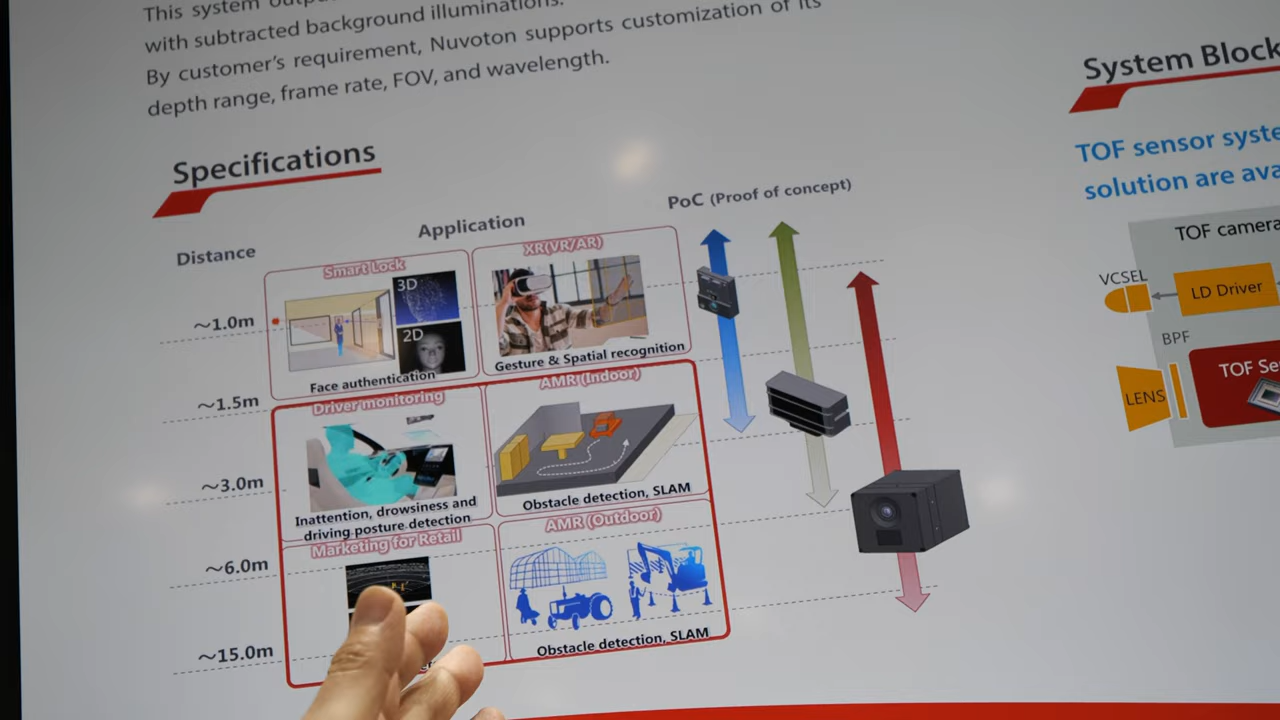 This system
with subtracted background illuminations.
By customer's requirement, Nuvoton supports customization of its
depth range, frame rate, FOV, and wavelength.
Specifications
Distance
Application
PoC (Proof of concept)
~1.0m
~1.5m
~3.0m
~6.0m
~15.0m
Smart Lock
3D
2D
Face authentication
XR(VR/AR)
Gesture & Spatial recognition
Driver monitoring
Inattention, drowsiness and
driving posture detection
AMR (Indoor)
Obstacle detection, SLAM
Marketing for Retail
AMR (Outdoor)
Obstacle detection, SLAM
System Block
TOF sensor
solution are
TOF camera
VCSEL
LD Driver
BPF
LENS
TOF